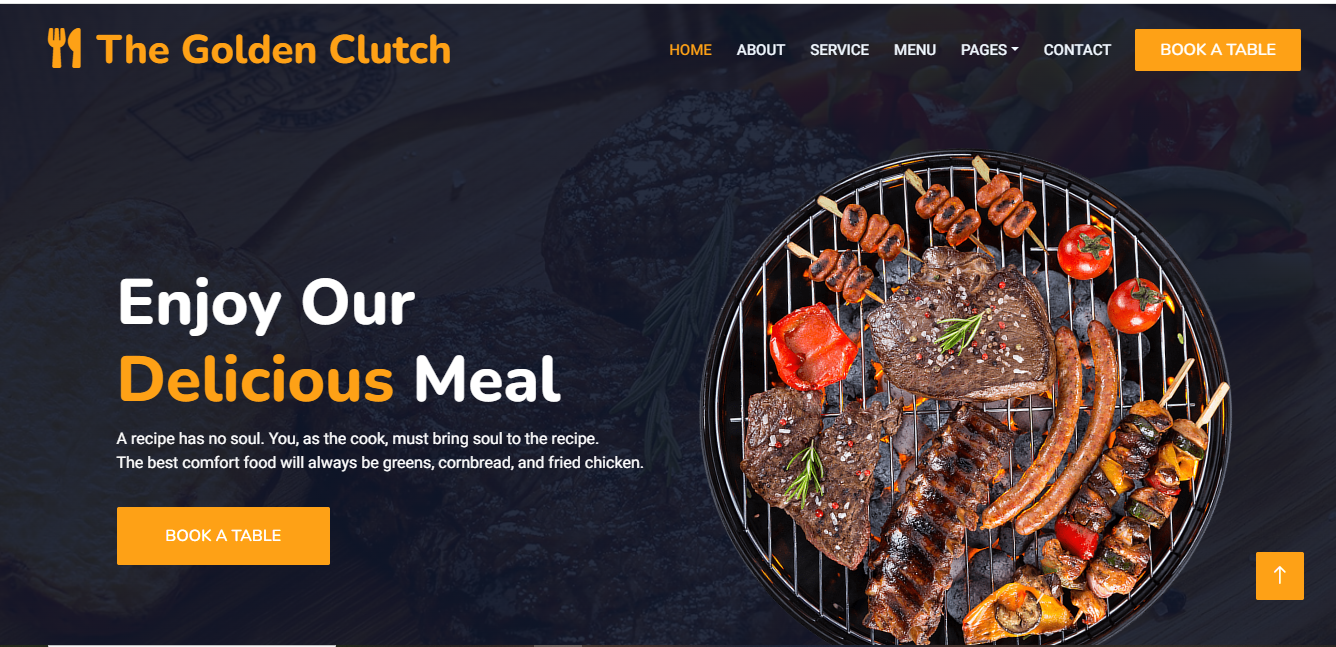 The Golden Clutch
HOME ABOUT SERVICE MENU PAGES CONTACT BOOK A TABLE
Enjoy Our
Delicious Meal
A recipe has no soul. You, as the cook, must bring soul to the recipe.
The best comfort food will always be greens, cornbread, and fried chicken.
BOOK A TABLE